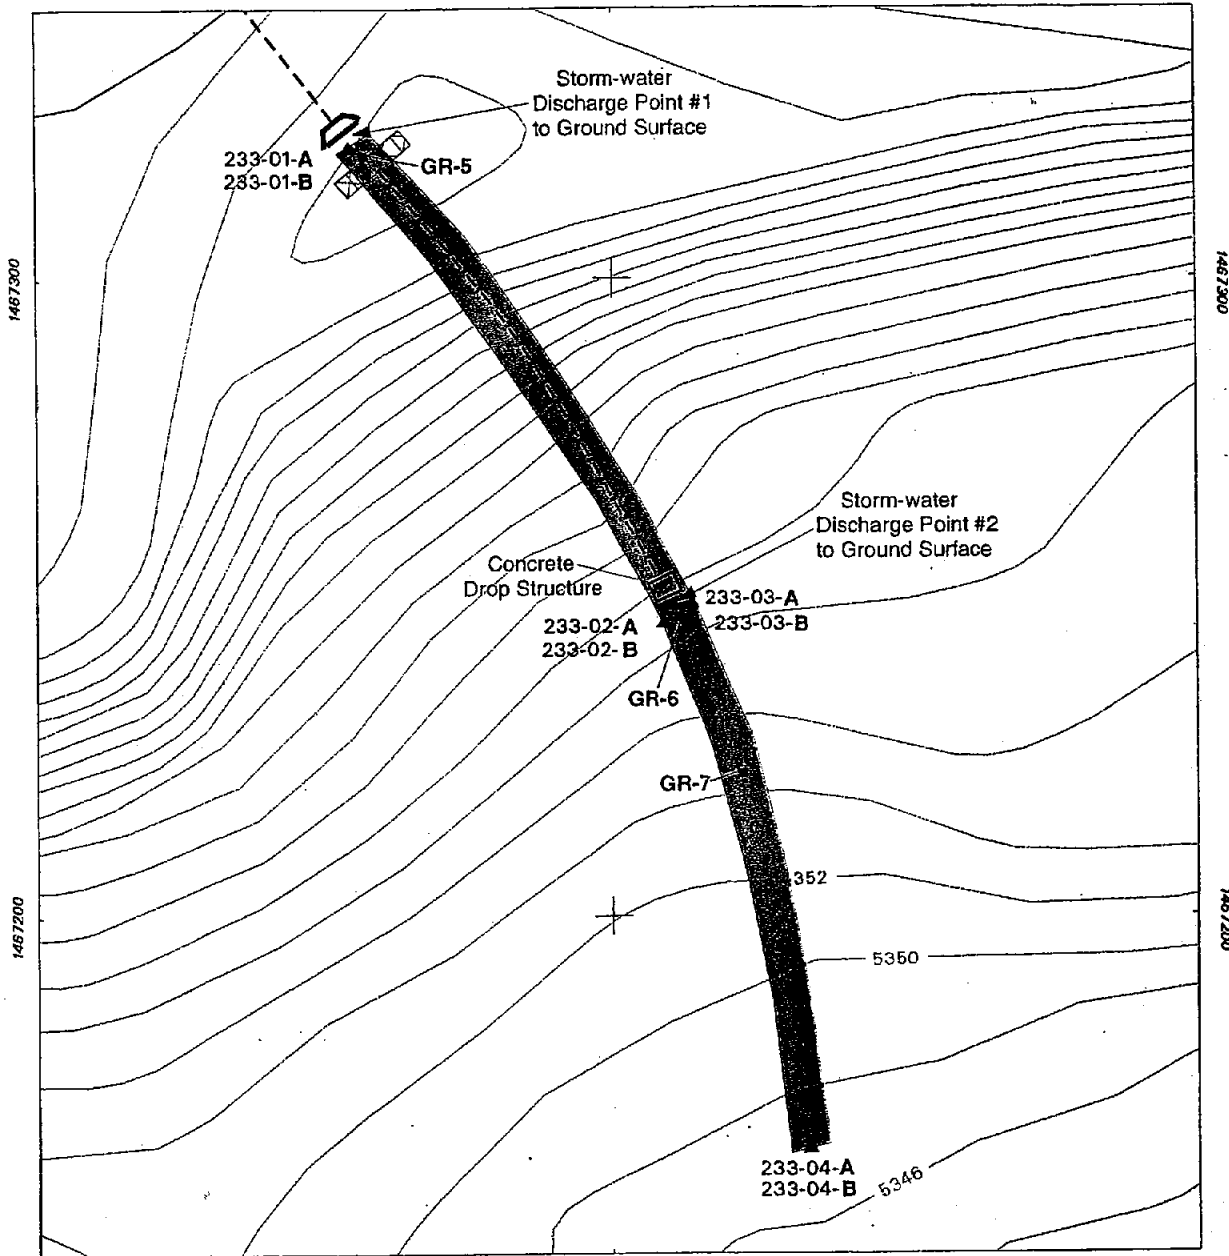 Storm-water
Discharge Point #1
to Ground Surface
233-01-A
233-01-B
GR-5
1467300
1467300
Storm-water
Discharge Point #2
to Ground Surface
Concrete
Drop Structure
233-03-A
233-03-B
233-02-A
233-02-B
GR-6
GR-7
352
1467200
1467200
5350
233-04-A
233-04-B
5346